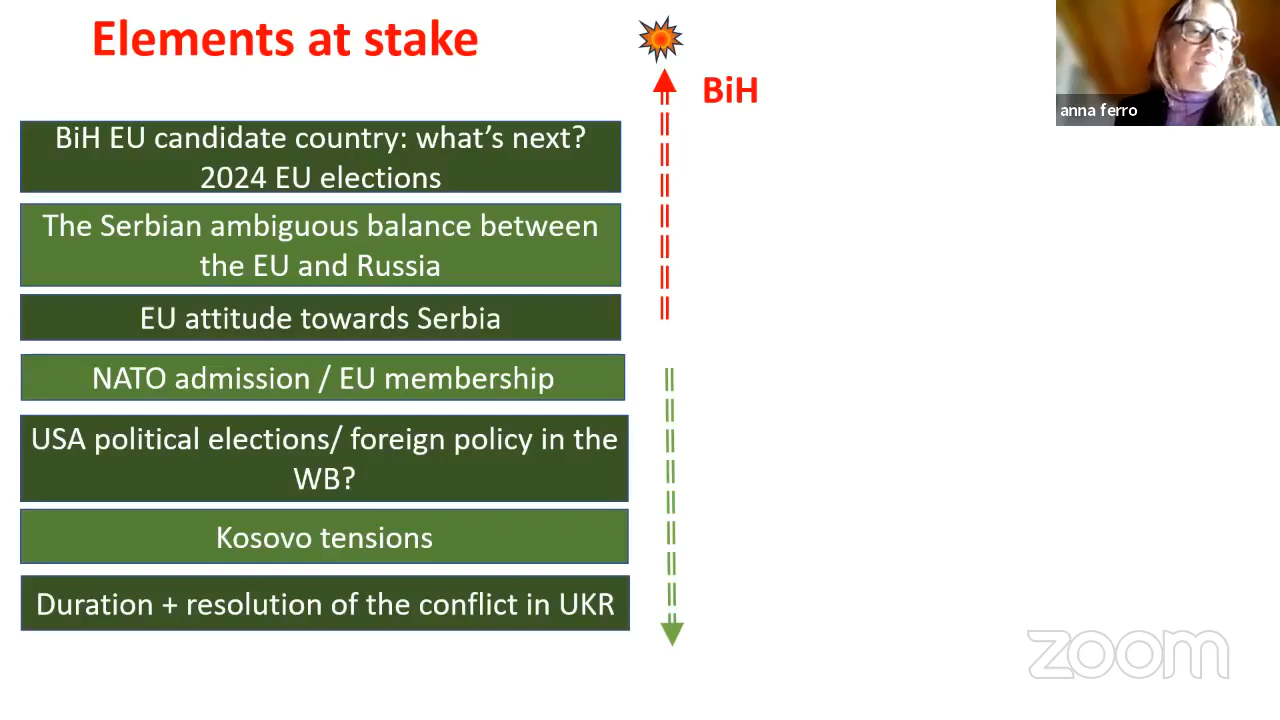 Elements at stake
BiH
anna ferro
BiH EU candidate country: what's next?
2024 EU elections
The Serbian ambiguous balance between
the EU and Russia
EU attitude towards Serbia
NATO admission / EU membership
USA political elections/ foreign policy in the
WB?
Kosovo tensions
Duration + resolution of the conflict in UKR
zoom